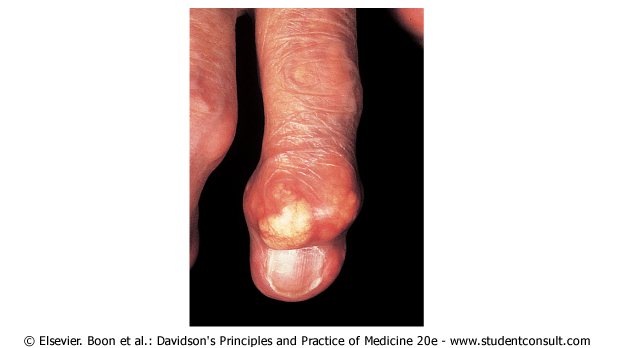 © Elsevier. Boon et al.: Davidson's Principles and Practice of Medicine 20e - www.studentconsult.com